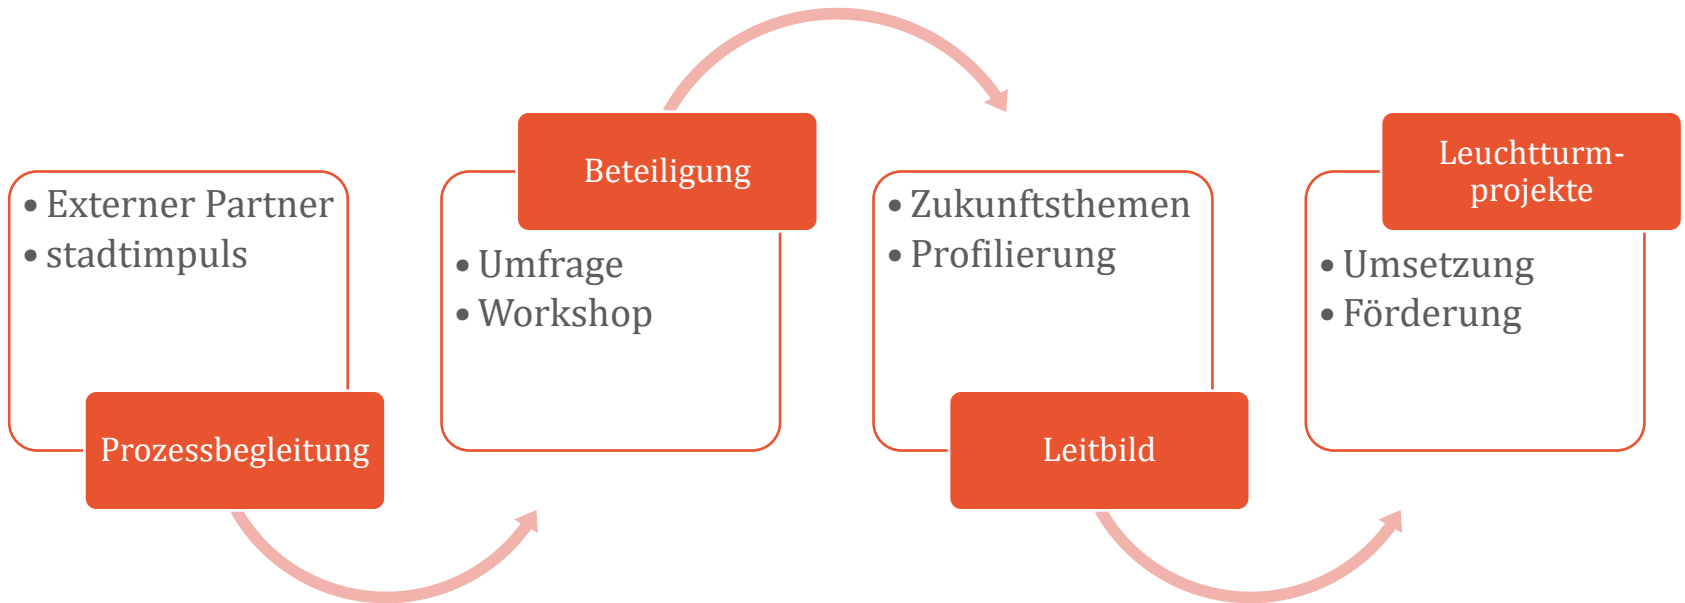 • Externer Partner
• stadtimpuls
Prozessbegleitung
Beteiligung
• Umfrage
• Workshop
• Zukunftsthemen
• Profilierung
Leitbild
Leuchtturm-
projekte
• Umsetzung
• Förderung